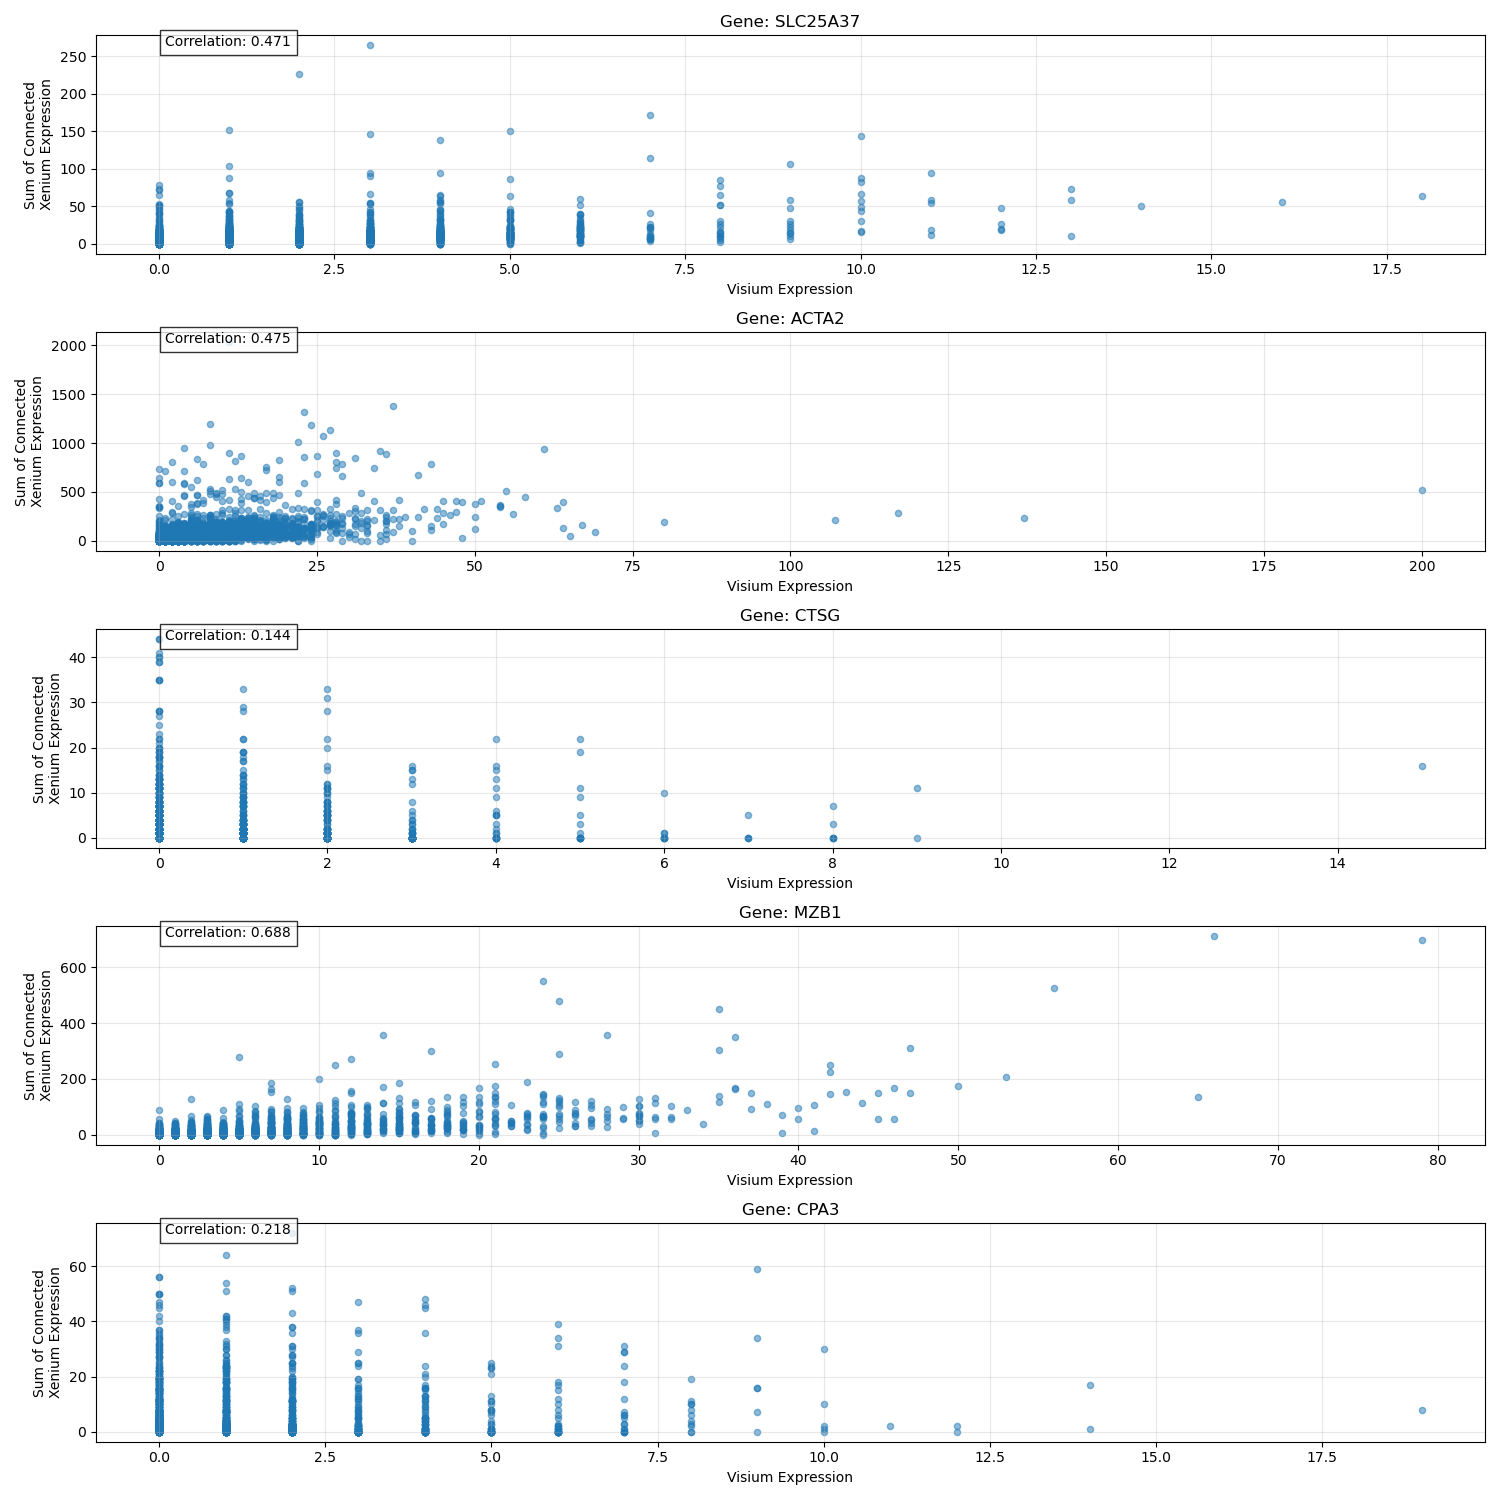 Gene: SLC25A37
Correlation: 0.471
250
200
150
100
50
0
Sum of Connected
Xenium Expression
0.0 2.5 5.0 7.5 10.0 12.5 15.0 17.5
Visium Expression
Gene: ACTA2
Correlation: 0.475
2000
1500
1000
500
0
Sum of Connected
Xenium Expression
0 25 50 75 100 125 150 175 200
Visium Expression
Gene: CTSG
Correlation: 0.144
40
30
20
10
0
Sum of Connected
Xenium Expression
0 2 4 6 8 10 12 14
Visium Expression
Gene: MZB1
Correlation: 0.688
600
400
200
0
Sum of Connected
Xenium Expression
0 10 20 30 40 50 60 70 80
Visium Expression
Gene: CPA3
Correlation: 0.218
60
40
20
0
Sum of Connected
Xenium Expression
0.0 2.5 5.0 7.5 10.0 12.5 15.0 17.5
Visium Expression